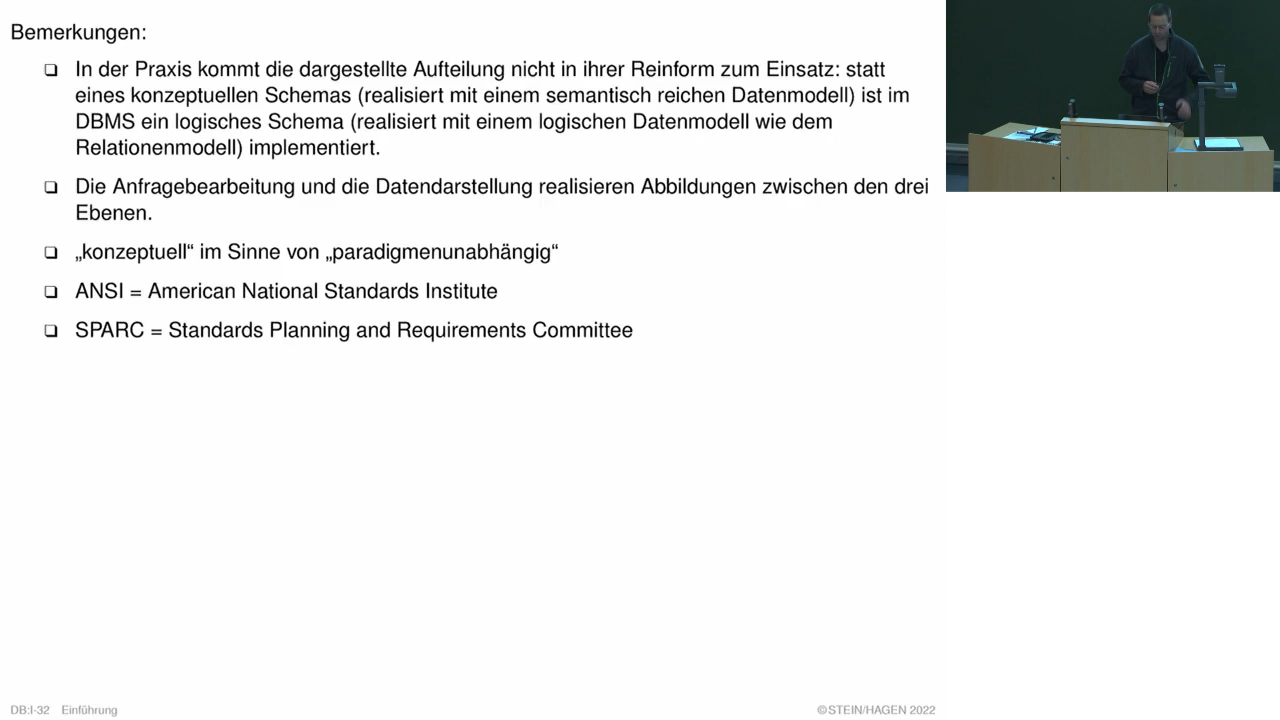 Bemerkungen:
❑ In der Praxis kommt die dargestellte Aufteilung nicht in ihrer Reinform zum Einsatz: statt
eines konzeptuellen Schemas (realisiert mit einem semantisch reichen Datenmodell) ist im
DBMS ein logisches Schema (realisiert mit einem logischen Datenmodell wie dem
Relationenmodell) implementiert.
❑ Die Anfragebearbeitung und die Datendarstellung realisieren Abbildungen zwischen den drei
Ebenen.
❑ „konzeptuell“ im Sinne von „paradigmenunabhängig“
❑ ANSI = American National Standards Institute
❑ SPARC = Standards Planning and Requirements Committee
DB:I-32 Einführung ©STEIN/HAGEN 2022